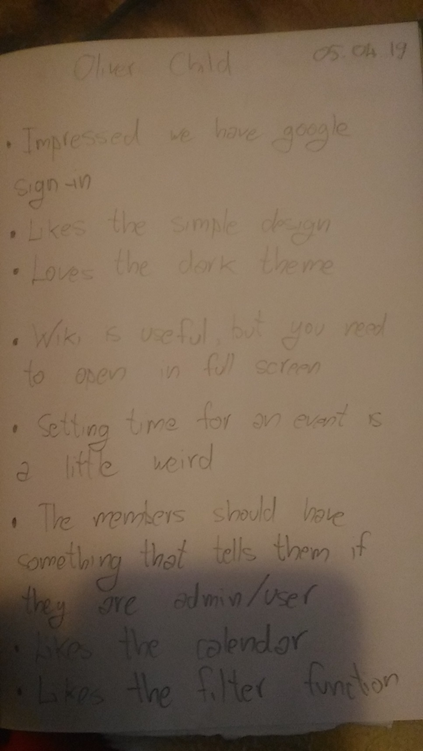 Oliver Child 05.04.19
• Impressed we have google
sign-in
• Likes the simple design
• Loves the dark theme
• Wiki is useful, but you need
to open in full screen
• Setting time for an event is
a little weird
• The members should have
something that tells them if
they are admin/user
• Likes the calendar
• Likes the filter function